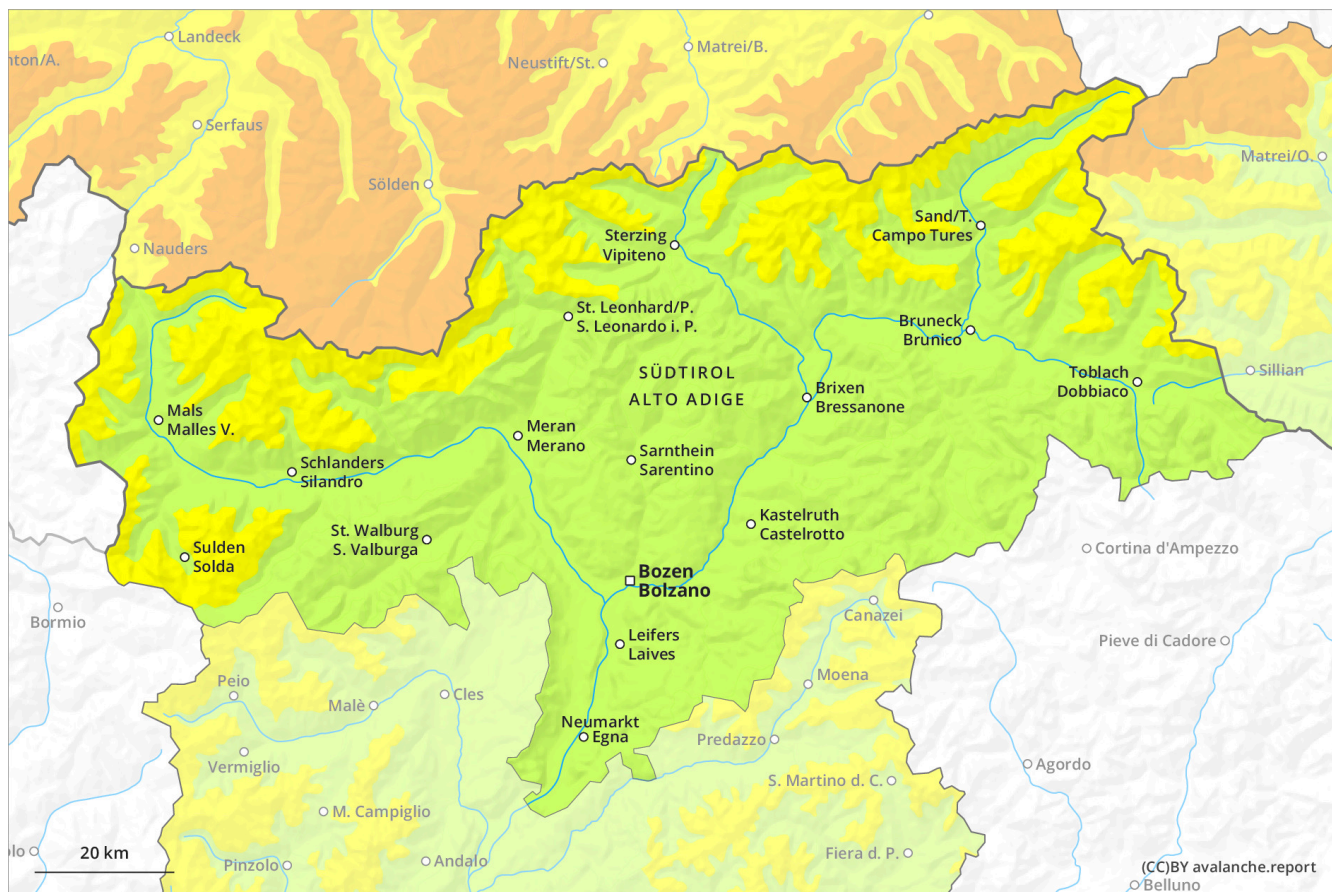 Landeck
nton/A.
Matrei/B.
Neustift/St.
Serfaus
Matrei/O.
Sölden
Nauders
Sand/T.
Campo Tures
Sterzing
Vipiteno
St. Leonhard/P.
S. Leonardo i. P.
Bruneck
Brunico
SÜDTIROL
ALTO ADIGE
Toblach
Dobbiaco
Sillian
Brixen
Bressanone
Mals
Malles V.
Meran
Merano
Sarnthein
Sarentino
Schlanders
Silandro
Kastelruth
Castelrotto
St. Walburg
S. Valburga
Sulden
Solda
Cortina d'Ampezzo
Bozen
Bolzano
Bormio
Canazei
Leifers
Laives
Pieve di Cadore
Peio
Moena
Malè
Cles
Neumarkt
Egna
Predazzo
Vermiglio
Agordo
S. Martino d. C.
M. Campiglio
olo
20 km
Andalo
Fiera d. P.
Pinzolo
(CC)BY avalanche.report
Belluno